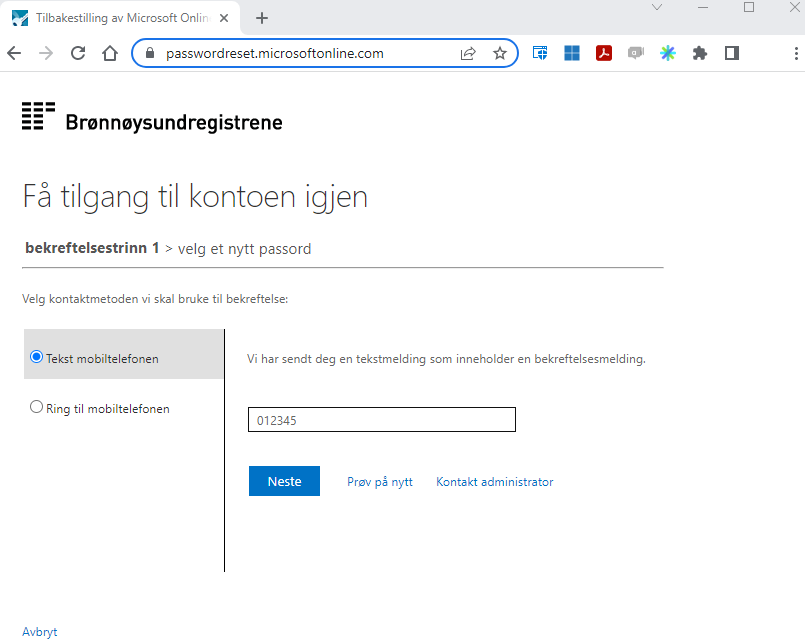 Tilbakestilling av Microsoft Onlin
passwordreset.microsoftonline.com
Brønnøysundregistrene
Få tilgang til kontoen igjen
bekreftelsestrinn 1 > velg et nytt passord
Velg kontaktmetoden vi skal bruke til bekreftelse:
Tekst mobiltelefonen
Vi har sendt deg en tekstmelding som inneholder en bekreftelsesmelding.
Ring til mobiltelefonen
012345
Neste
Prøv på nytt
Kontakt administrator
Avbryt